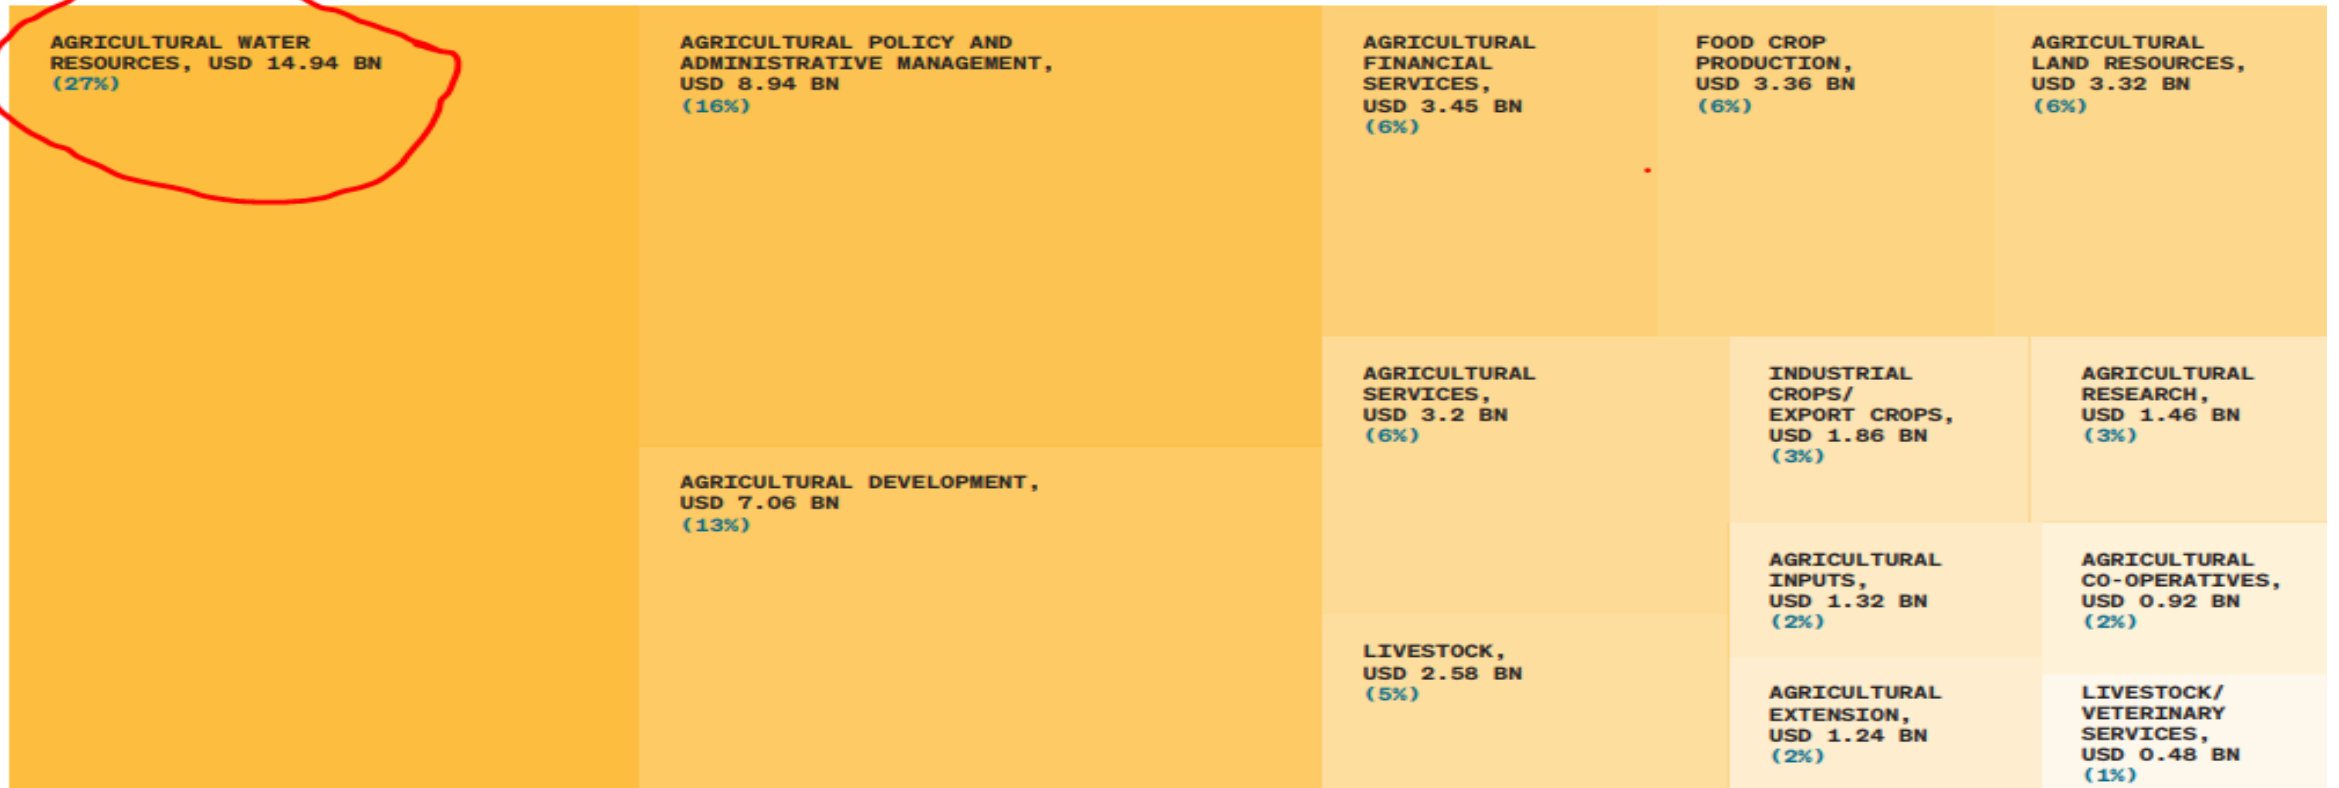 AGRICULTURAL WATER
RESOURCES, USD 14.94 BN
(27%)
AGRICULTURAL POLICY AND
ADMINISTRATIVE MANAGEMENT,
USD 8.94 BN
(16%)
AGRICULTURAL DEVELOPMENT,
USD 7.06 BN
(13%)
AGRICULTURAL
FINANCIAL
SERVICES,
USD 3.45 BN
(6%)
FOOD CROP
PRODUCTION,
USD 3.36 BN
(6%)
AGRICULTURAL
LAND RESOURCES,
USD 3.32 BN
(6%)
AGRICULTURAL
SERVICES,
USD 3.2 BN
(6%)
LIVESTOCK,
USD 2.58 BN
(5%)
INDUSTRIAL
CROPS/
EXPORT CROPS,
USD 1.86 BN
(3%)
AGRICULTURAL
RESEARCH,
USD 1.46 BN
(3%)
AGRICULTURAL
INPUTS,
USD 1.32 BN
(2%)
AGRICULTURAL
CO-OPERATIVES,
USD 0.92 BN
(2%)
AGRICULTURAL
EXTENSION,
USD 1.24 BN
(2%)
LIVESTOCK/
VETERINARY
SERVICES,
USD 0.48 BN
(1%)